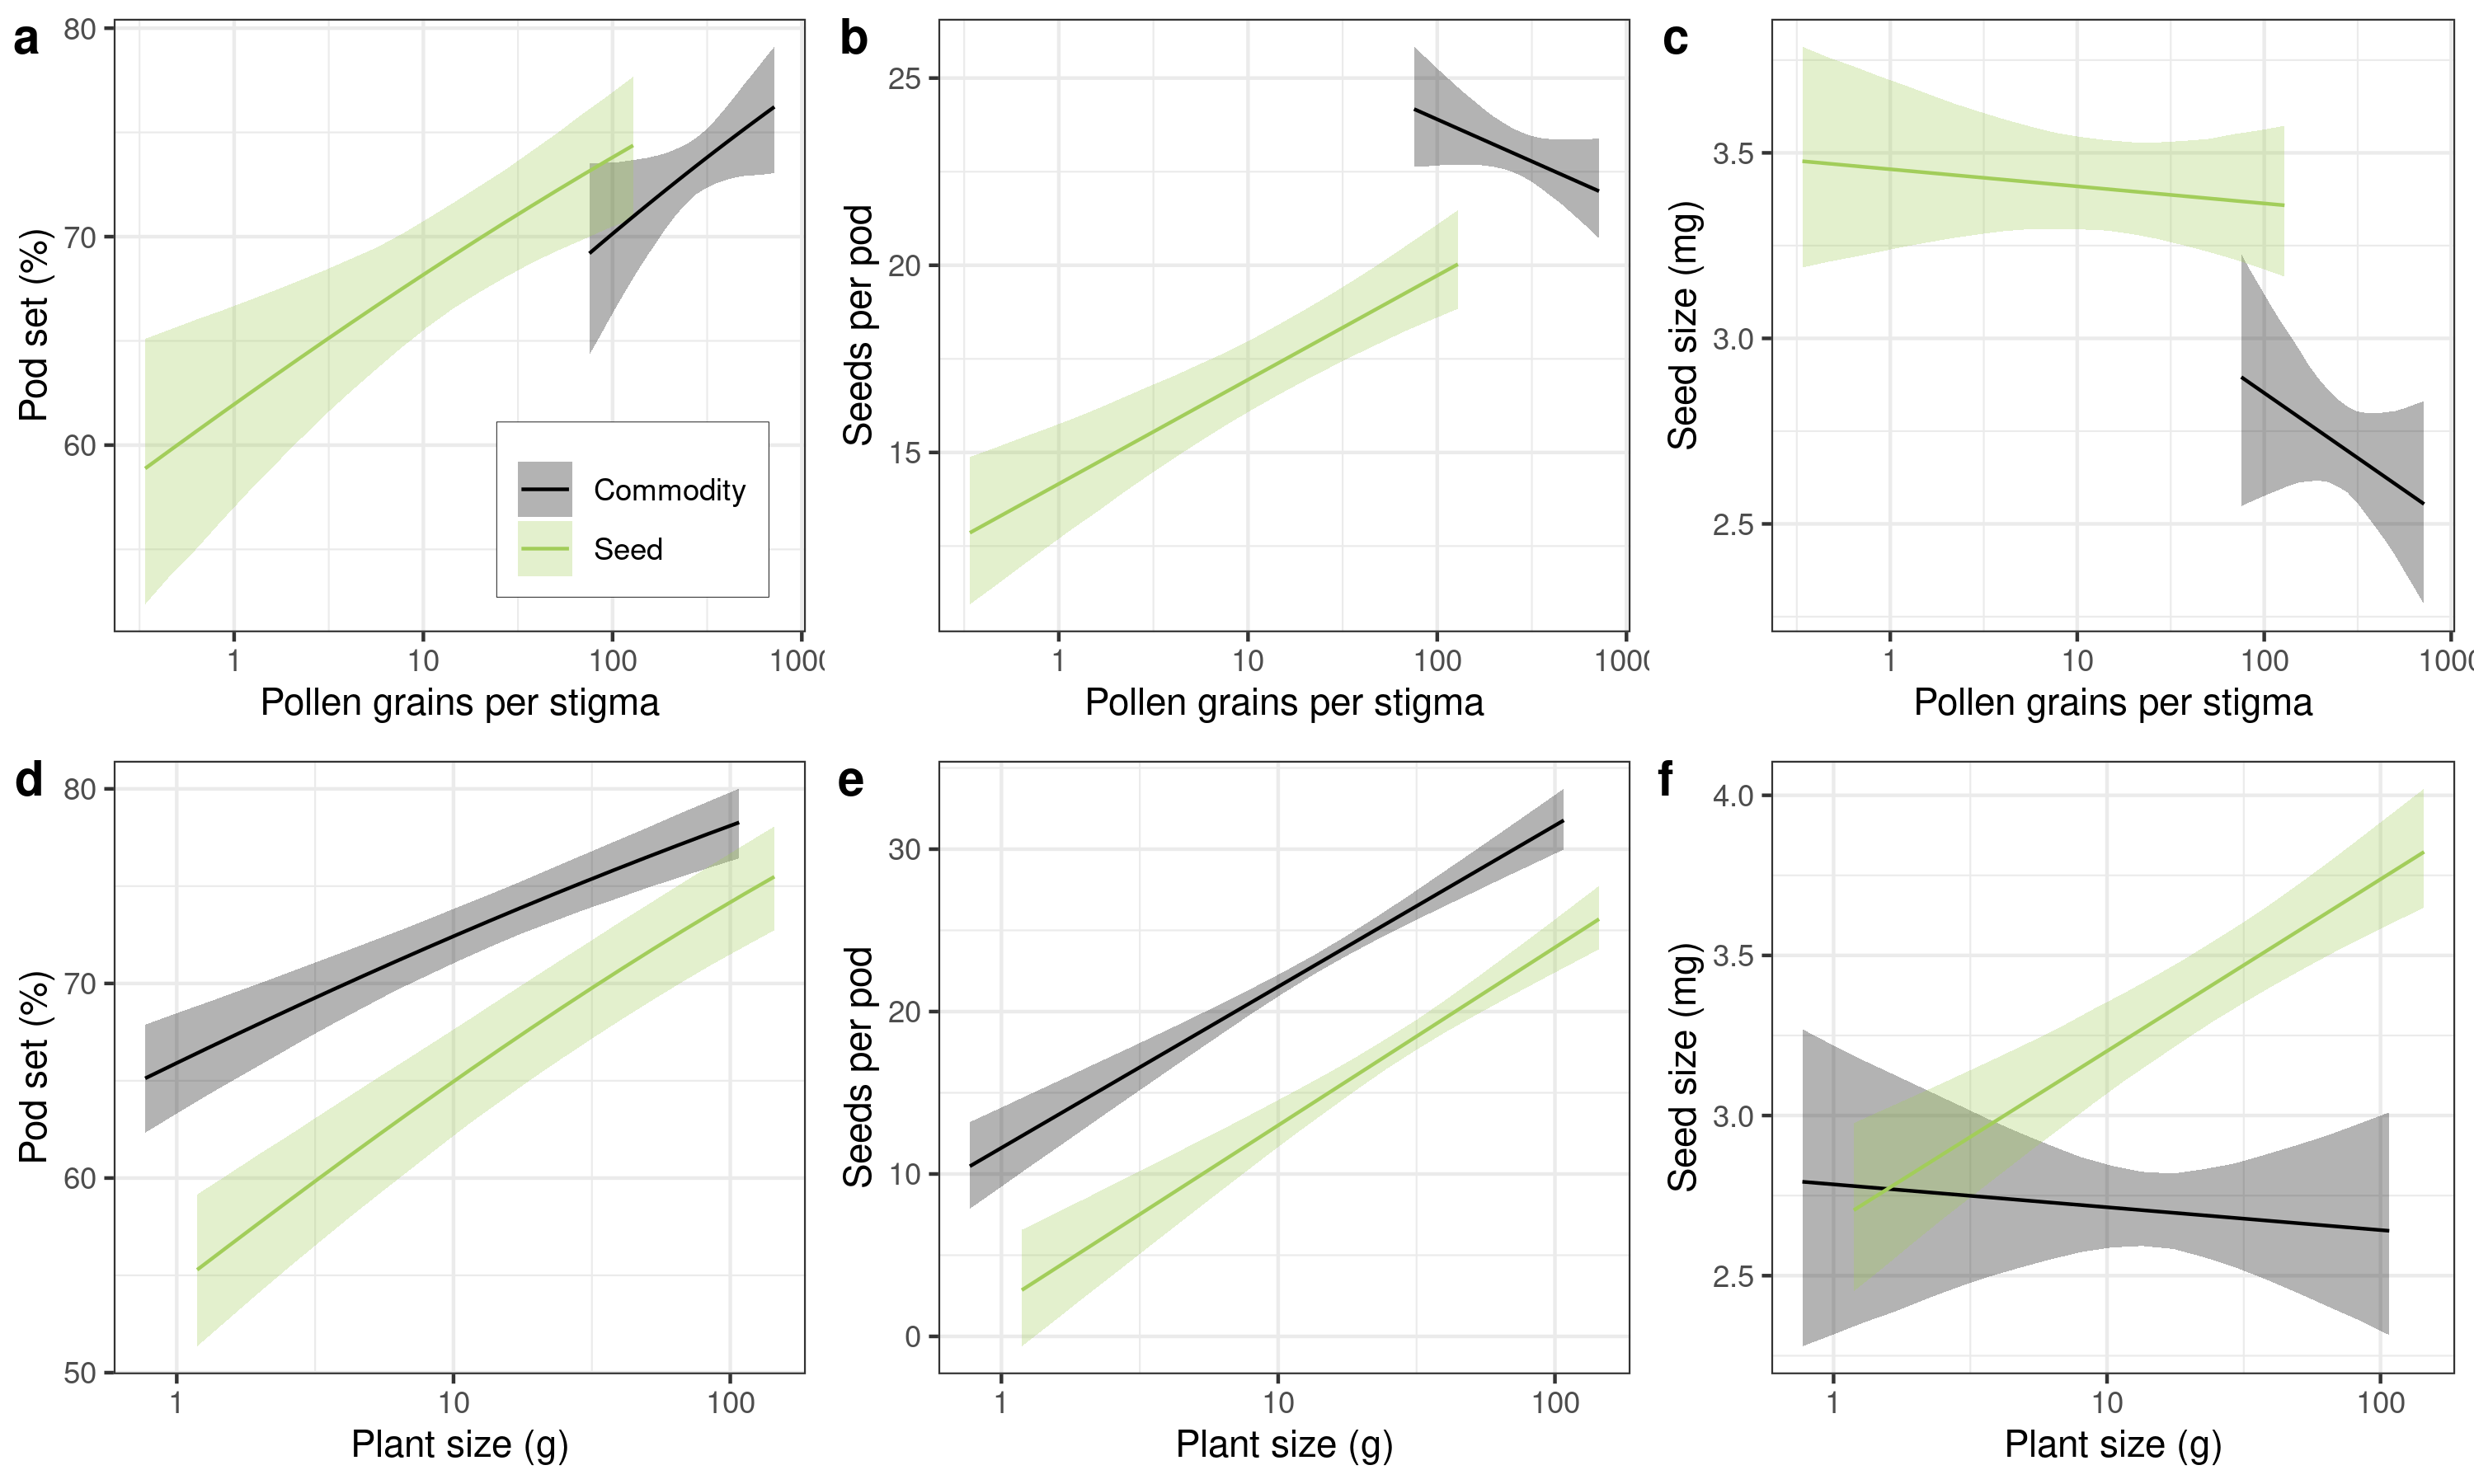 a
80
70
60
Pod set (%)
Commodity
Seed
1 10 100 1000
Pollen grains per stigma
b
25
20
15
Seeds per pod
1 10 100 1000
Pollen grains per stigma
c
3.5
3.0
2.5
Seed size (mg)
1 10 100 1000
Pollen grains per stigma
d
80
70
60
50
Pod set (%)
1 10 100
Plant size (g)
e
30
20
10
0
Seeds per pod
1 10 100
Plant size (g)
f
4.0
3.5
3.0
2.5
Seed size (mg)
1 10 100
Plant size (g)